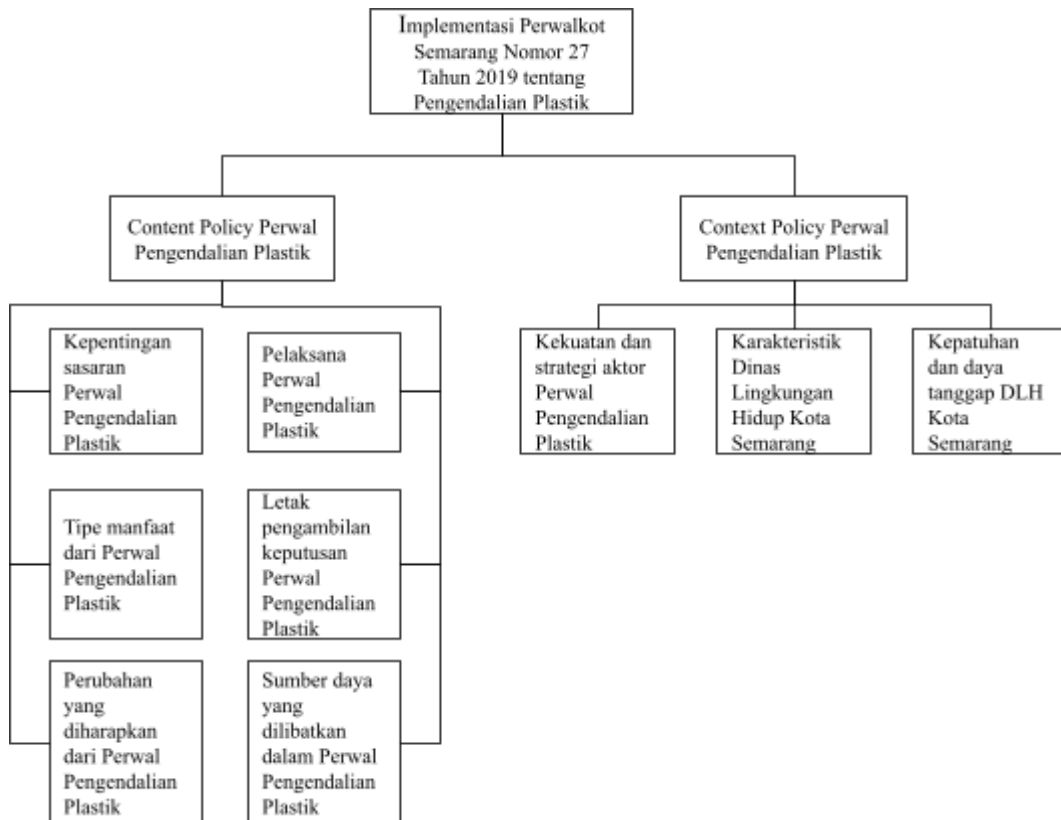 Implementasi Perwalkot
Semarang Nomor 27
Tahun 2019 tentang
Pengendalian Plastik
Content Policy Perwal
Pengendalian Plastik
Context Policy Perwal
Pengendalian Plastik
Kepentingan
sasaran
Perwal
Pengendalian
Plastik
Pelaksana
Perwal
Pengendalian
Plastik
Kekuatan dan
strategi aktor
Perwal
Pengendalian
Plastik
Karakteristik
Dinas
Lingkungan
Hidup Kota
Semarang
Kepatuhan
dan daya
tanggap DLH
Kota
Semarang
Tipe manfaat
dari Perwal
Pengendalian
Plastik
Letak
pengambilan
keputusan
Perwal
Pengendalian
Plastik
Perubahan
yang
diharapkan
dari Perwal
Pengendalian
Plastik
Sumber daya
yang
dilibatkan
dalam Perwal
Pengendalian
Plastik